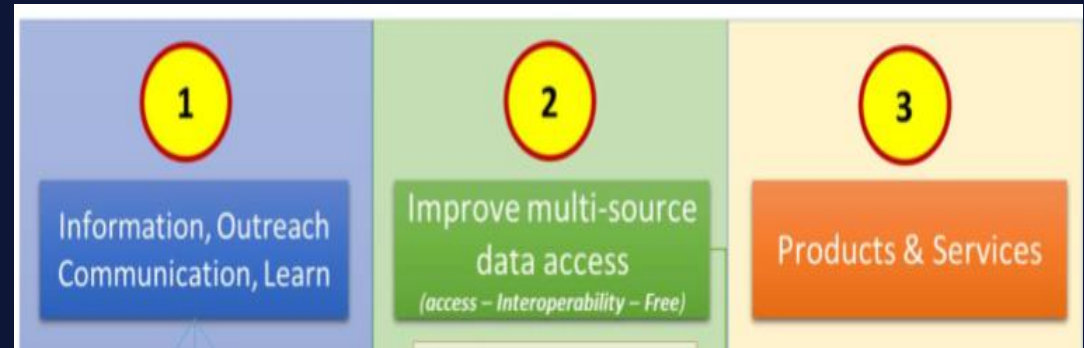 1
Information, Outreach
Communication, Learn
2
Improve multi-source
data access
(access – Interoperability – Free)
3
Products & Services